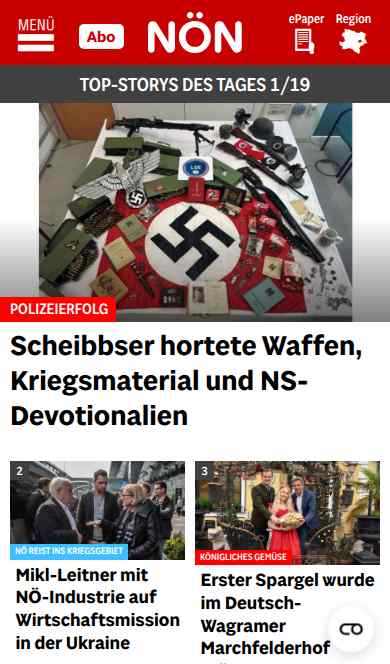 MENÜ
Abo
NÖN
ePaper
Region
TOP-STORYS DES TAGES 1/19
POLIZEIERFOLG
Scheibbser hortete Waffen,
Kriegsmaterial und NS-
Devotionalien
2
NÖ REIST INS KRIEGSGEBIET
Mikl-Leitner mit
NÖ-Industrie auf
Wirtschaftsmission
in der Ukraine
3
KÖNIGLICHES GEMÜSE
Erster Spargel wurde
im Deutsch-
Wagramer
Marchfelderhof